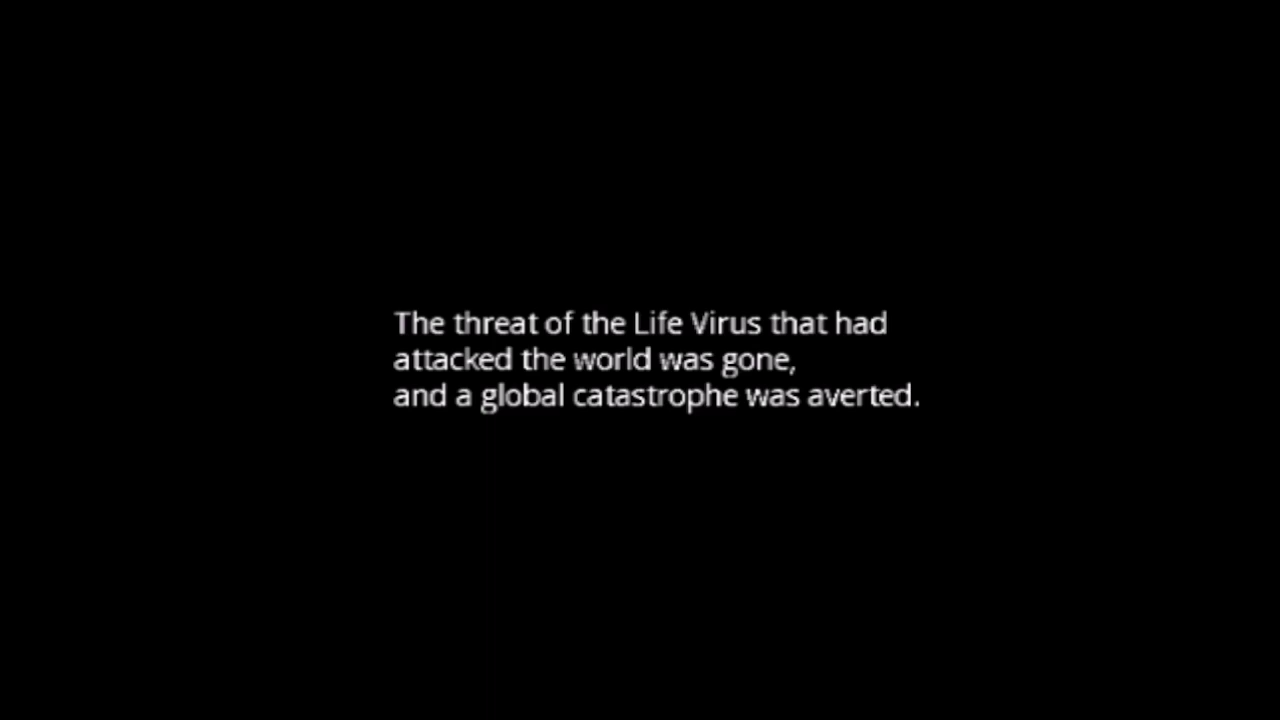 The threat of the Life Virus that had
attacked the world was gone,
and a global catastrophe was averted.